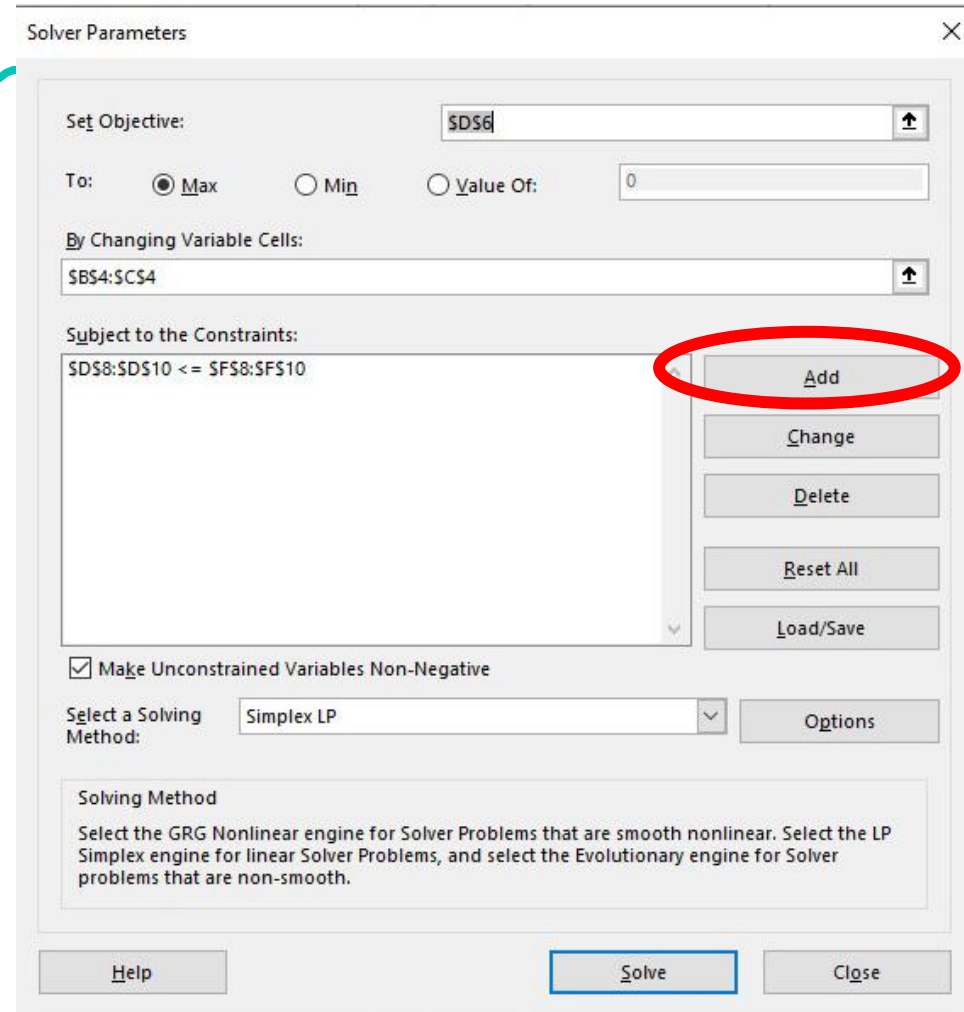 Solver Parameters
Set Objective:
$D$6
To:
Max
Min
Value Of:
0
By Changing Variable Cells:
$B$4:$C$4
Subject to the Constraints:
$D$8:$D$10 <= $F$8:$F$10
Add
Change
Delete
Reset All
Load/Save
Make Unconstrained Variables Non-Negative
Select a Solving
Method:
Simplex LP
Options
Solving Method
Select the GRG Nonlinear engine for Solver Problems that are smooth nonlinear. Select the LP
Simplex engine for linear Solver Problems, and select the Evolutionary engine for Solver
problems that are non-smooth.
Help
Solve
Close